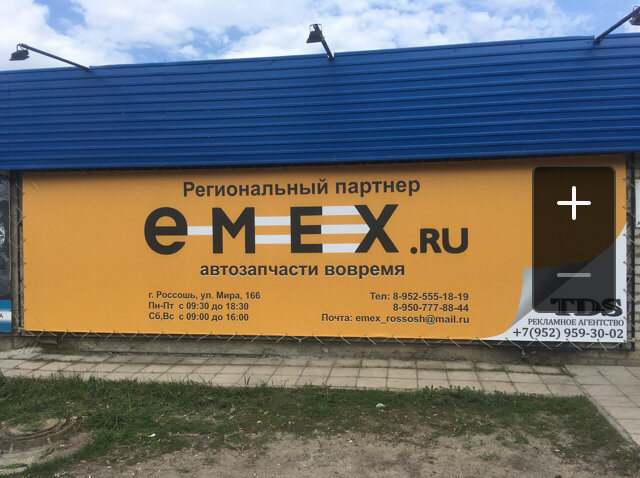 Региональный партнер
eMEX.RU
автозапчасти вовремя
г. Россошь, ул. Мира, 166
Пн-Пт с 09:30 до 18:30
Сб,Вс с 09:00 до 16:00
Тел: 8-952-555-18-19
8-950-777-88-44
Почта: emex_rossosh@mail.ru
TDS
РЕКЛАМНОЕ АГЕНТСТВО
+7(952) 959-30-02